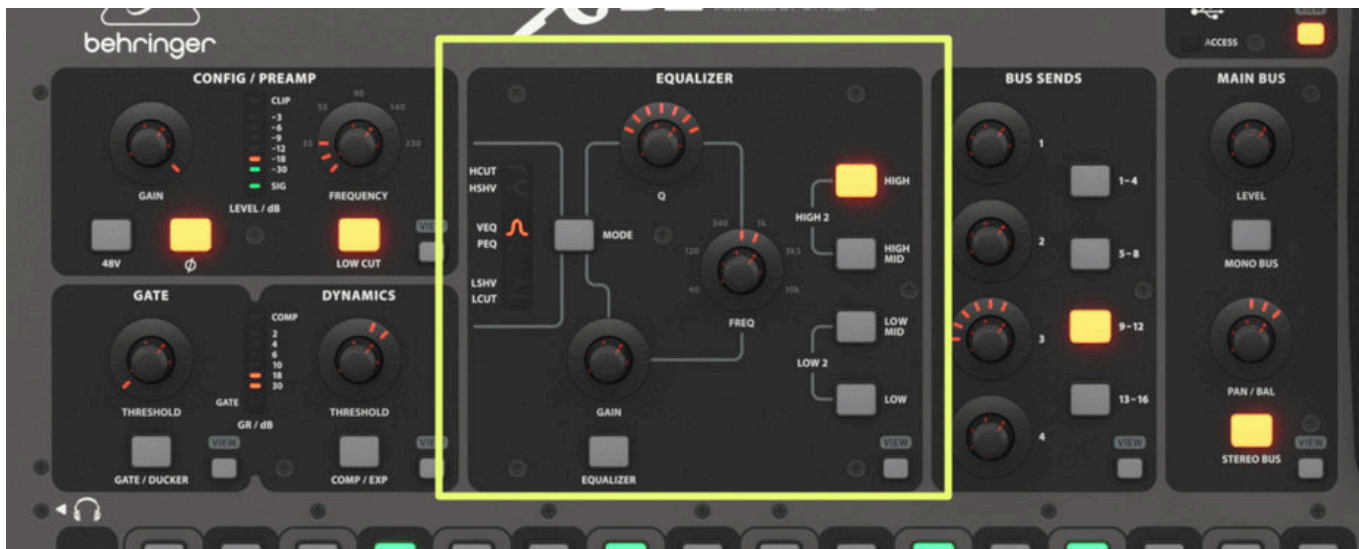 behringer
32
POWERED BY
ACCESS
VIEW
CONFIG / PREAMP
CLIP
-3
-6
-9
-12
-18
-30
SIG
LEVEL / dB
GAIN
35
55
90
140
230
FREQUENCY
48V
Ø
LOW CUT
VIEW
GATE
THRESHOLD
GATE / DUCKER
VIEW
DYNAMICS
COMP
2
4
6
10
18
30
GATE
GR / dB
THRESHOLD
COMP / EXP
VIEW
EQUALIZER
HCUT
HSHV
VEQ
PEQ
LSHV
LCUT
MODE
Q
40
120
340
1k
3k3
10k
FREQ
GAIN
EQUALIZER
HIGH
HIGH 2
HIGH
MID
LOW
MID
LOW 2
LOW
VIEW
BUS SENDS
1
2
3
4
1-4
5-8
9-12
13-16
VIEW
MAIN BUS
LEVEL
MONO BUS
PAN / BAL
STEREO BUS
VIEW